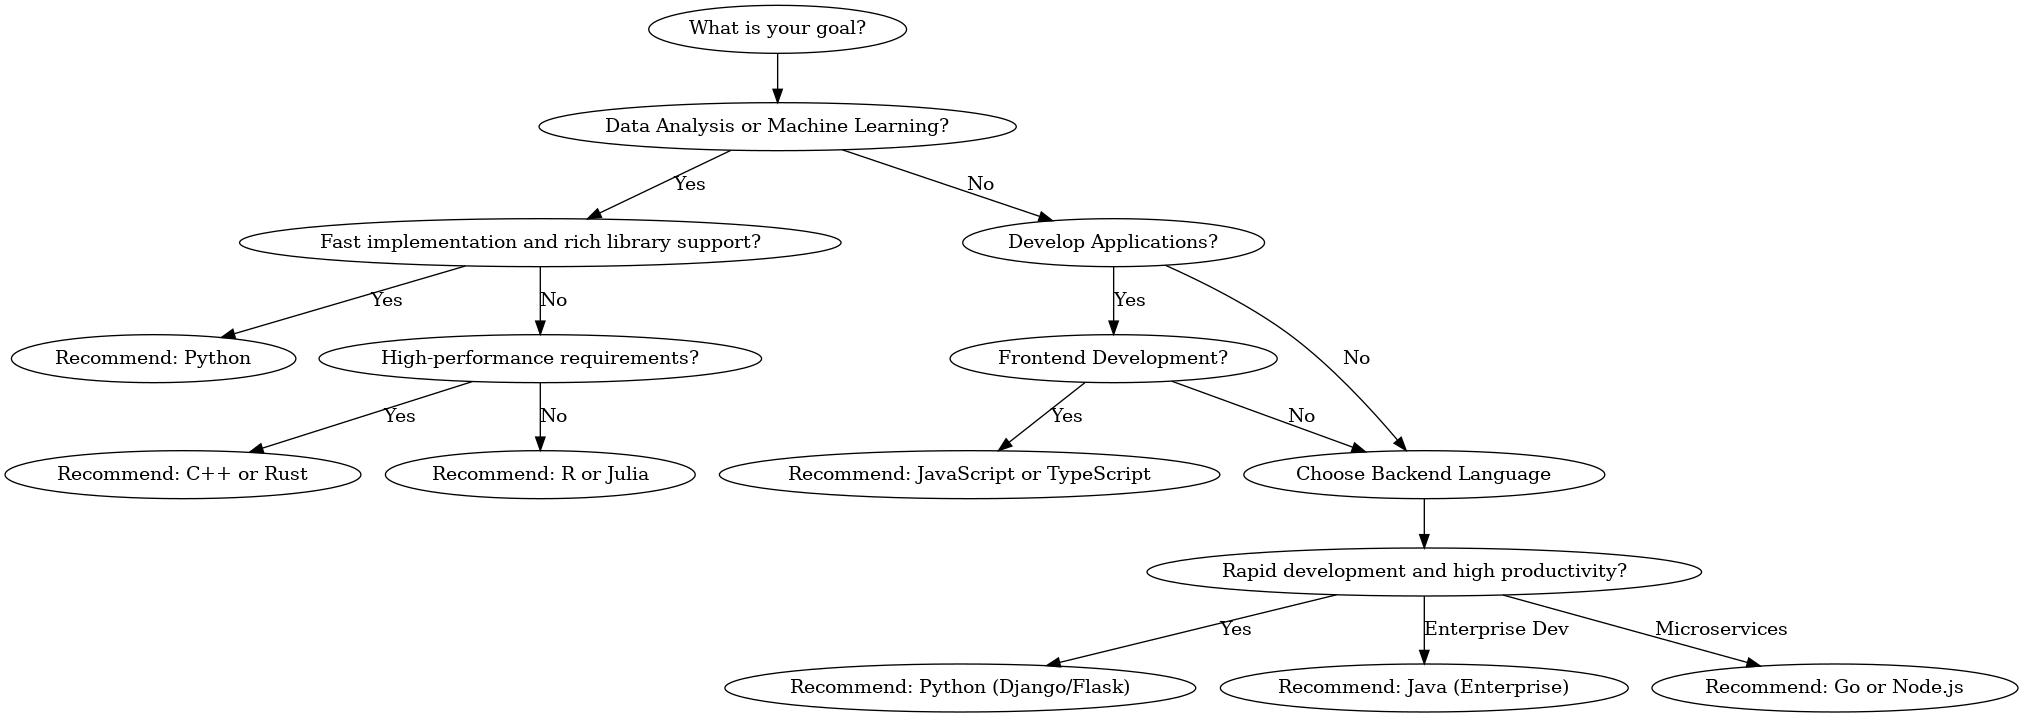 What is your goal?
Data Analysis or Machine Learning?
Yes
No
Fast implementation and rich library support?
Develop Applications?
Yes
No
Yes
No
Recommend: Python
High-performance requirements?
Frontend Development?
Yes
No
Yes
No
Recommend: C++ or Rust
Recommend: R or Julia
Recommend: JavaScript or TypeScript
Choose Backend Language
Rapid development and high productivity?
Yes
Enterprise Dev
Microservices
Recommend: Python (Django/Flask)
Recommend: Java (Enterprise)
Recommend: Go or Node.js